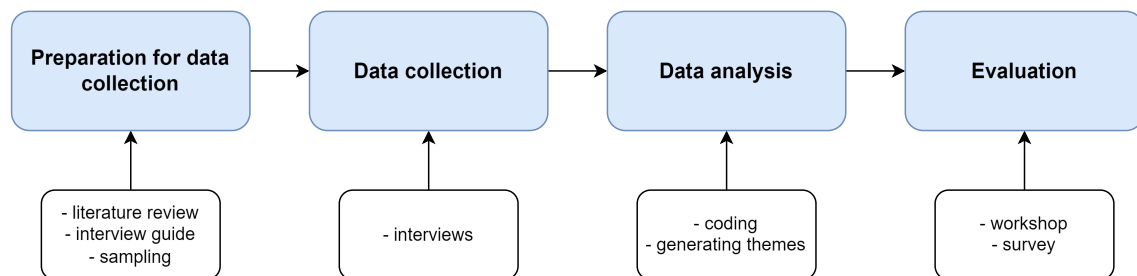 Preparation for data
collection
Data collection
Data analysis
Evaluation
- literature review
- interview guide
- sampling
- interviews
- coding
- generating themes
- workshop
- survey